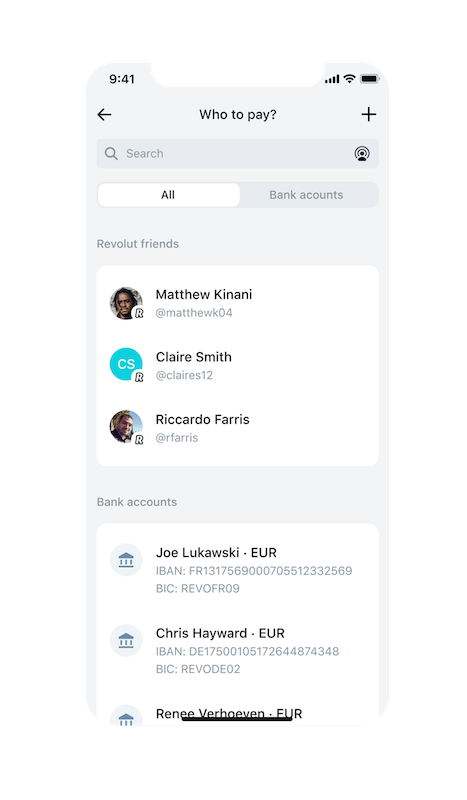 9:41
Who to pay?
Search
All
Bank acounts
Revolut friends
Matthew Kinani
@matthewk04
CS
Claire Smith
@claires12
Riccardo Farris
@rfarris
Bank accounts
Joe Lukawski · EUR
IBAN: FR1317569000705512332569
BIC: REVOFR09
Chris Hayward · EUR
IBAN: DE17500105172644874348
BIC: REVODE02
Renee Verhoeven · EUR